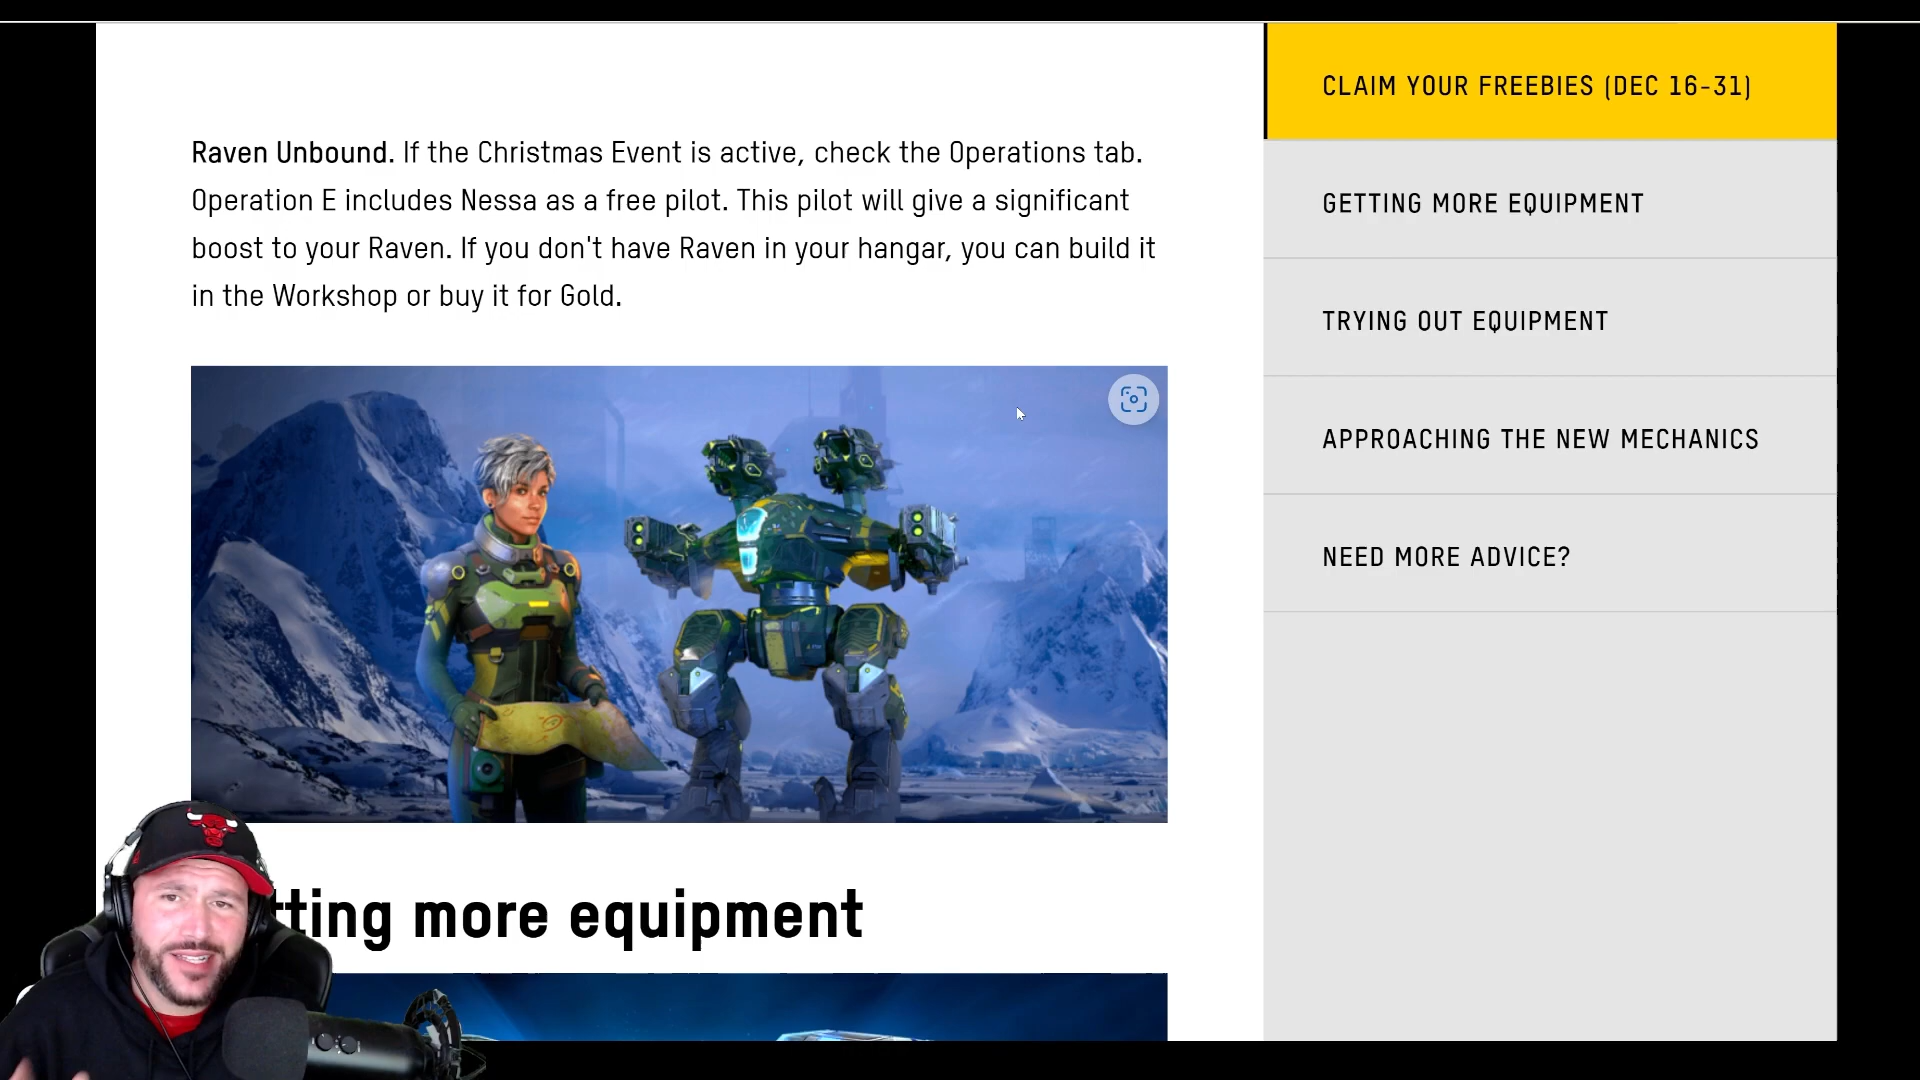 Raven Unbound. If the Christmas Event is active, check the Operations tab.
Operation E includes Nessa as a free pilot. This pilot will give a significant
boost to your Raven. If you don't have Raven in your hangar, you can build it
in the Workshop or buy it for Gold.
tting more equipment
CLAIM YOUR FREEBIES (DEC 16-31)
GETTING MORE EQUIPMENT
TRYING OUT EQUIPMENT
APPROACHING THE NEW MECHANICS
NEED MORE ADVICE?